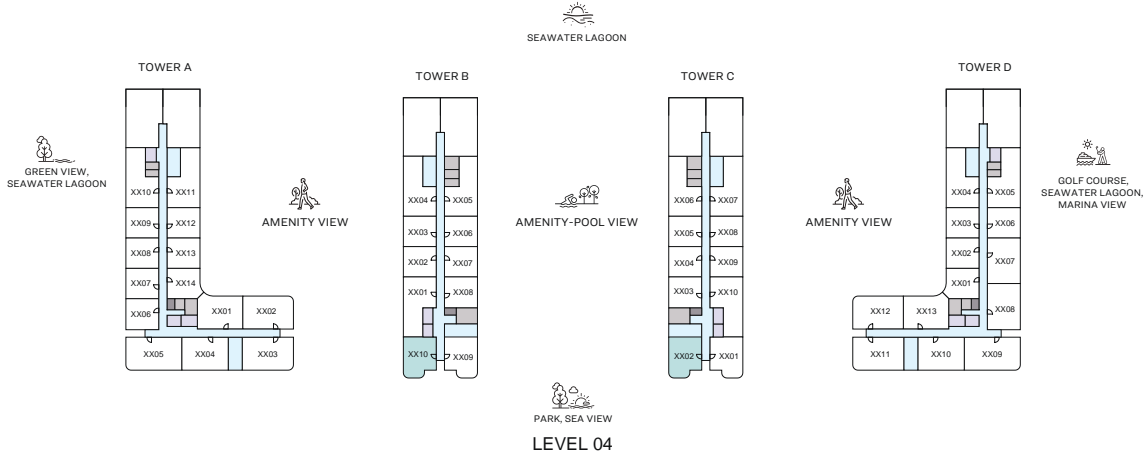 SEAWATER LAGOON
TOWER A
TOWER B
TOWER C
TOWER D
GREEN VIEW,
SEAWATER LAGOON
AMENITY VIEW
AMENITY-POOL VIEW
AMENITY VIEW
GOLF COURSE,
SEAWATER LAGOON,
MARINA VIEW
XX10 XX11
XX09 XX12
XX08 XX13
XX07 XX14
XX06 XX01 XX02
XX05 XX04 XX03
XX04 XX05
XX03 XX06
XX02 XX07
XX01 XX08
XX10 XX09
XX06 XX07
XX05 XX08
XX04 XX09
XX03 XX10
XX02 XX01
XX04 XX05
XX03 XX06
XX02 XX07
XX01
XX12 XX13 XX08
XX11 XX10 XX09
PARK, SEA VIEW
LEVEL 04